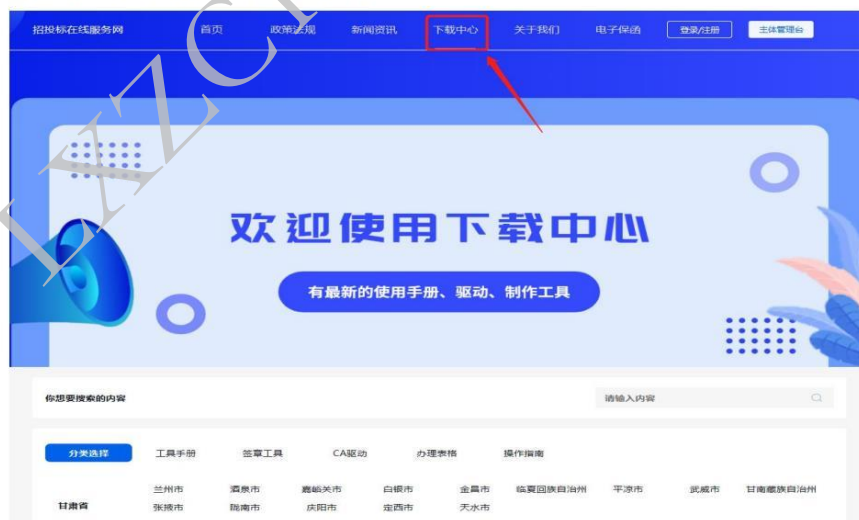 招投标在线服务网 首页 政策法规 新闻资讯 下载中心 关于我们 电子保函 登录/注册 主体管理台
欢迎使用下载中心
有最新的使用手册、驱动、制作工具
你想要搜索的内容 请输入内容
分类选择 工具手册 签章工具 CA驱动 办理表格 操作指南
兰州市 酒泉市 嘉峪关市 白银市 金昌市 临夏回族自治州 平凉市 武威市 甘南藏族自治州
甘肃省
张掖市 陇南市 庆阳市 定西市 天水市